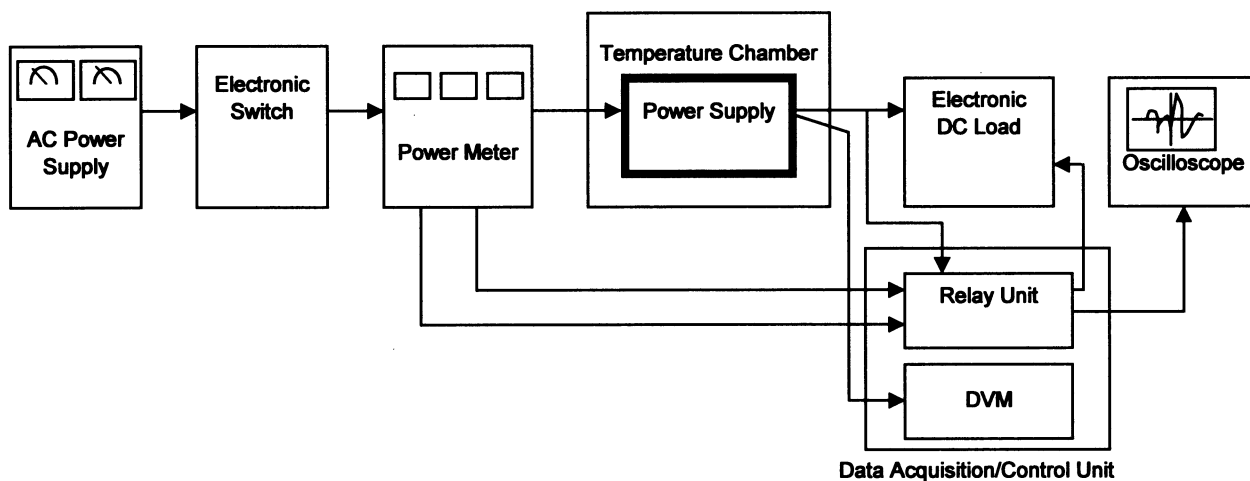 AC Power
Supply
Electronic
Switch
Power Meter
Temperature Chamber
Power Supply
Electronic
DC Load
Oscilloscope
Relay Unit
DVM
Data Acquisition/Control Unit